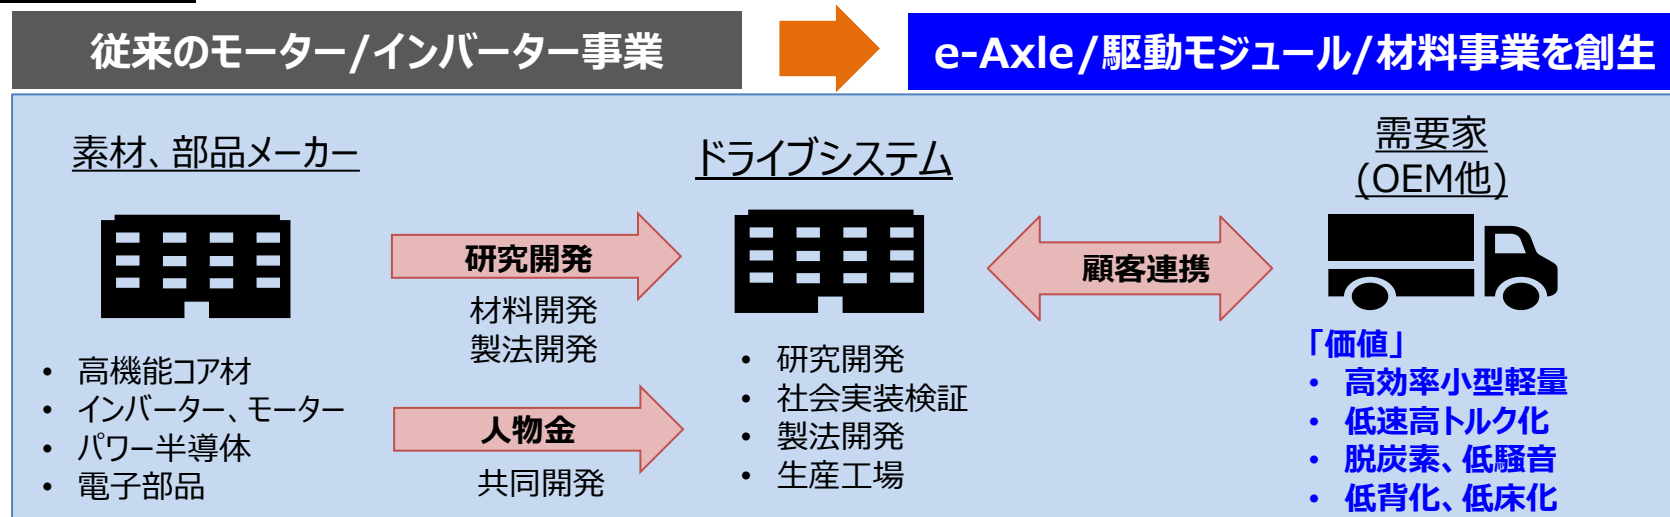 従来のモーター/インバーター事業
e-Axle/駆動モジュール/材料事業を創生
素材、部品メーカー
• 高機能コア材
• インバーター、モーター
• パワー半導体
• 電子部品
研究開発
材料開発
製法開発
人物金
共同開発
ドライブシステム
• 研究開発
• 社会実装検証
• 製法開発
• 生産工場
顧客連携
需要家
(OEM他)
「価値」
• 高効率小型軽量
• 低速高トルク化
• 脱炭素、低騒音
• 低背化、低床化